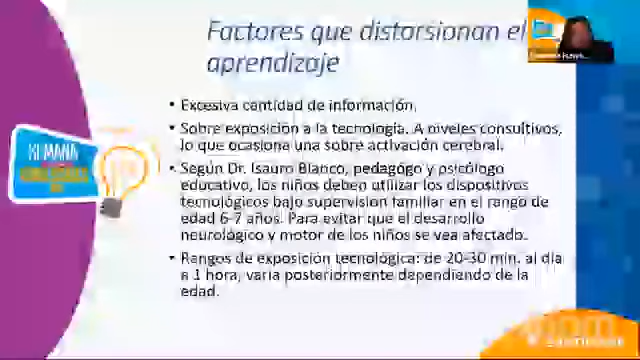 Factores que distorsionan el
aprendizaje
• Excesiva cantidad de información.
• Sobre exposición a la tecnología. A niveles consultivos,
lo que ocasiona una sobre activación cerebral.
• Según Dr. Isauro Blanco, pedagógo y psicólogo
educativo, los niños deben utilizar los dispositivos
tecnológicos bajo supervision familiar en el rango de
edad 6-7 años. Para evitar que el desarrollo
neurológico y motor de los niños se vea afectado.
• Rangos de exposición tecnológica: de 20-30 min. al día
a 1 hora, varia posteriormente dependiendo de la
edad.